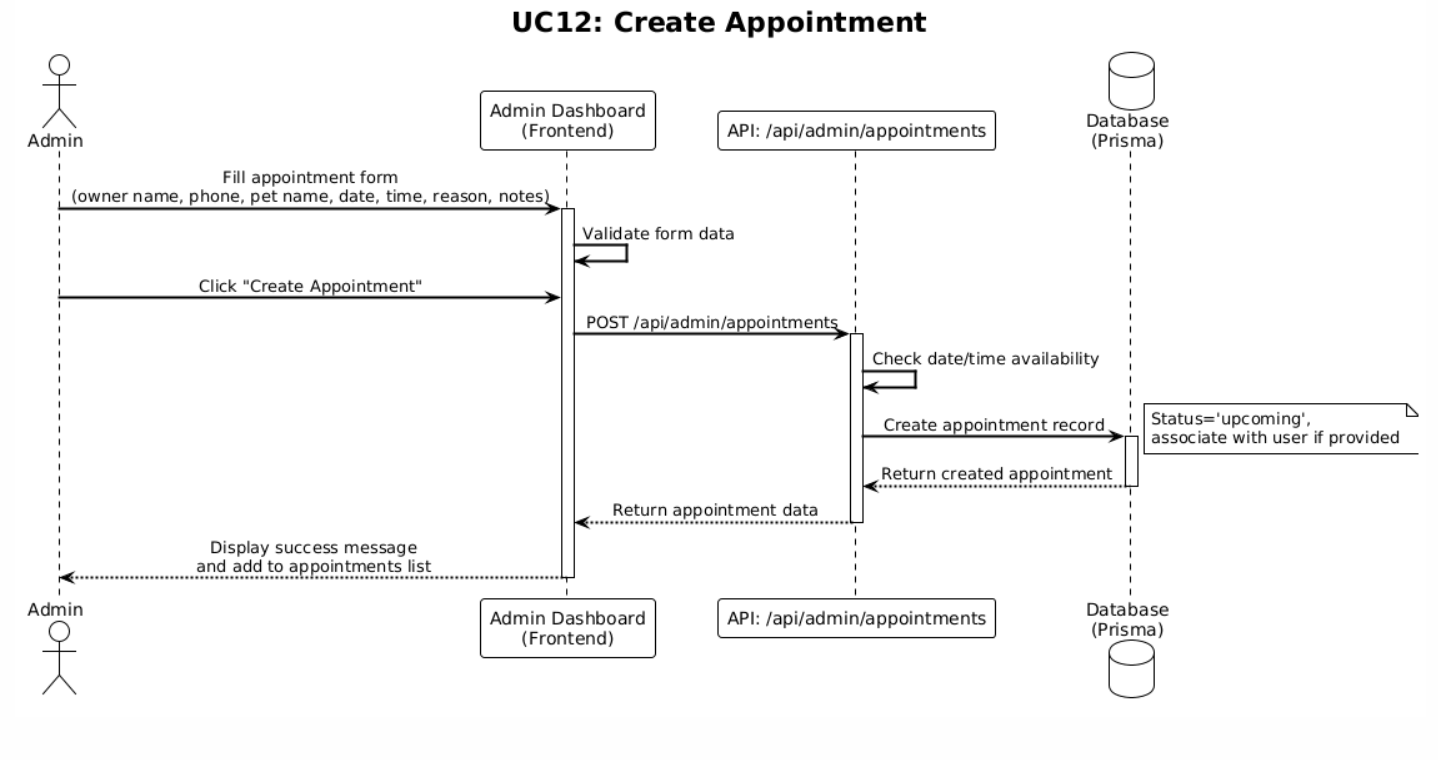 UC12: Create Appointment
Admin
Admin Dashboard
(Frontend)
API: /api/admin/appointments
Database
(Prisma)
Fill appointment form
(owner name, phone, pet name, date, time, reason, notes)
Validate form data
Click "Create Appointment"
POST /api/admin/appointments
Check date/time availability
Create appointment record
Status='upcoming',
associate with user if provided
Return created appointment
Return appointment data
Display success message
and add to appointments list
Admin
Admin Dashboard
(Frontend)
API: /api/admin/appointments
Database
(Prisma)